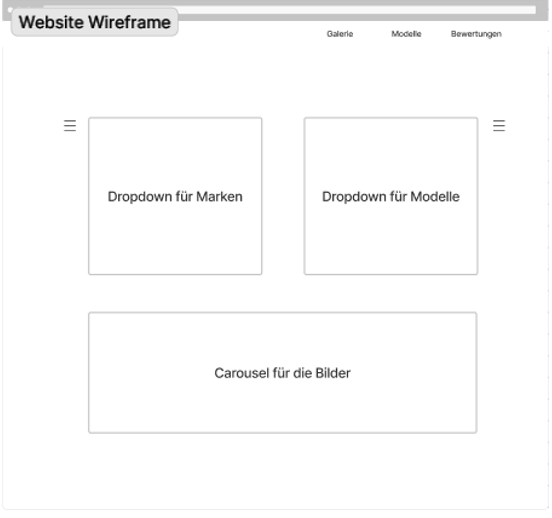 Website Wireframe
Galerie Modelle Bewertungen
Dropdown für Marken
Dropdown für Modelle
Carousel für die Bilder